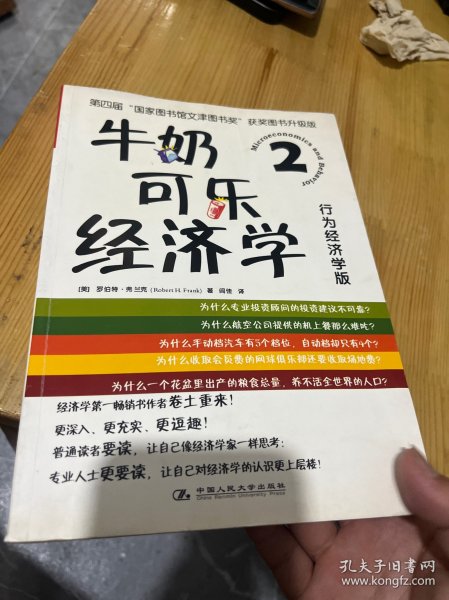 第四届“国家图书馆文津图书奖”获奖图书升级版
牛奶
可乐
经济学
2
Microeconomics and Behavior
行为经济学版
[美] 罗伯特·弗兰克 (Robert H. Frank) 著 闾佳 译
为什么专业投资顾问的投资建议不可靠?
为什么航空公司提供的机上餐那么难吃?
为什么手动档汽车有5个档位，自动档却只有4个?
为什么收取会员费的网球俱乐部还要收取场地费?
为什么一个花盆里出产的粮食总量，养不活全世界的人口?
经济学第一畅销书作者卷土重来!
更深入、更充实、更逗趣!
普通读者要读，让自己像经济学家一样思考;
专业人士更要读，让自己对经济学的认识更上层楼!
中国人民大学出版社
China Renmin University Press
孔夫子旧书网
www.kongfz.com